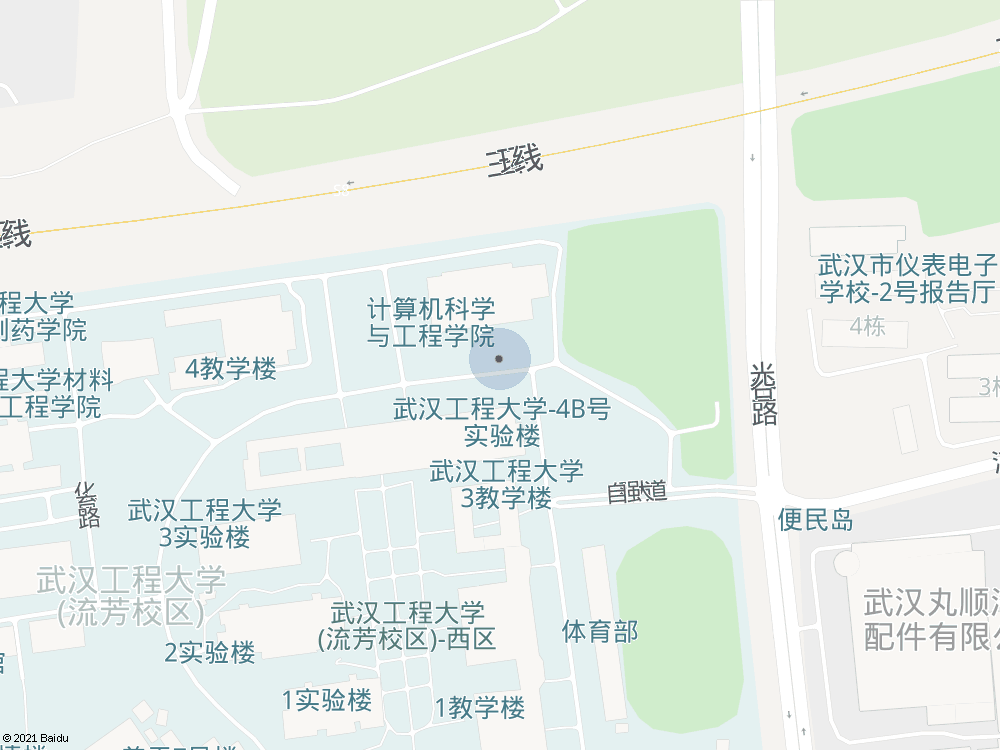 线
程大学
制药学院
计算机科学
与工程学院
武汉市仪表电子
学校-2号报告厅
4栋
4教学楼
程大学材料
工程学院
武汉工程大学-4B号
实验楼
光谷路
武汉工程大学
3教学楼
化育路
自强道
武汉工程大学
3实验楼
便民岛
武汉工程大学
(流芳校区)
武汉工程大学
(流芳校区)-西区
体育部
武汉丸顺汽
配件有限公
2实验楼
馆
1实验楼
1教学楼
© 2021 Baidu